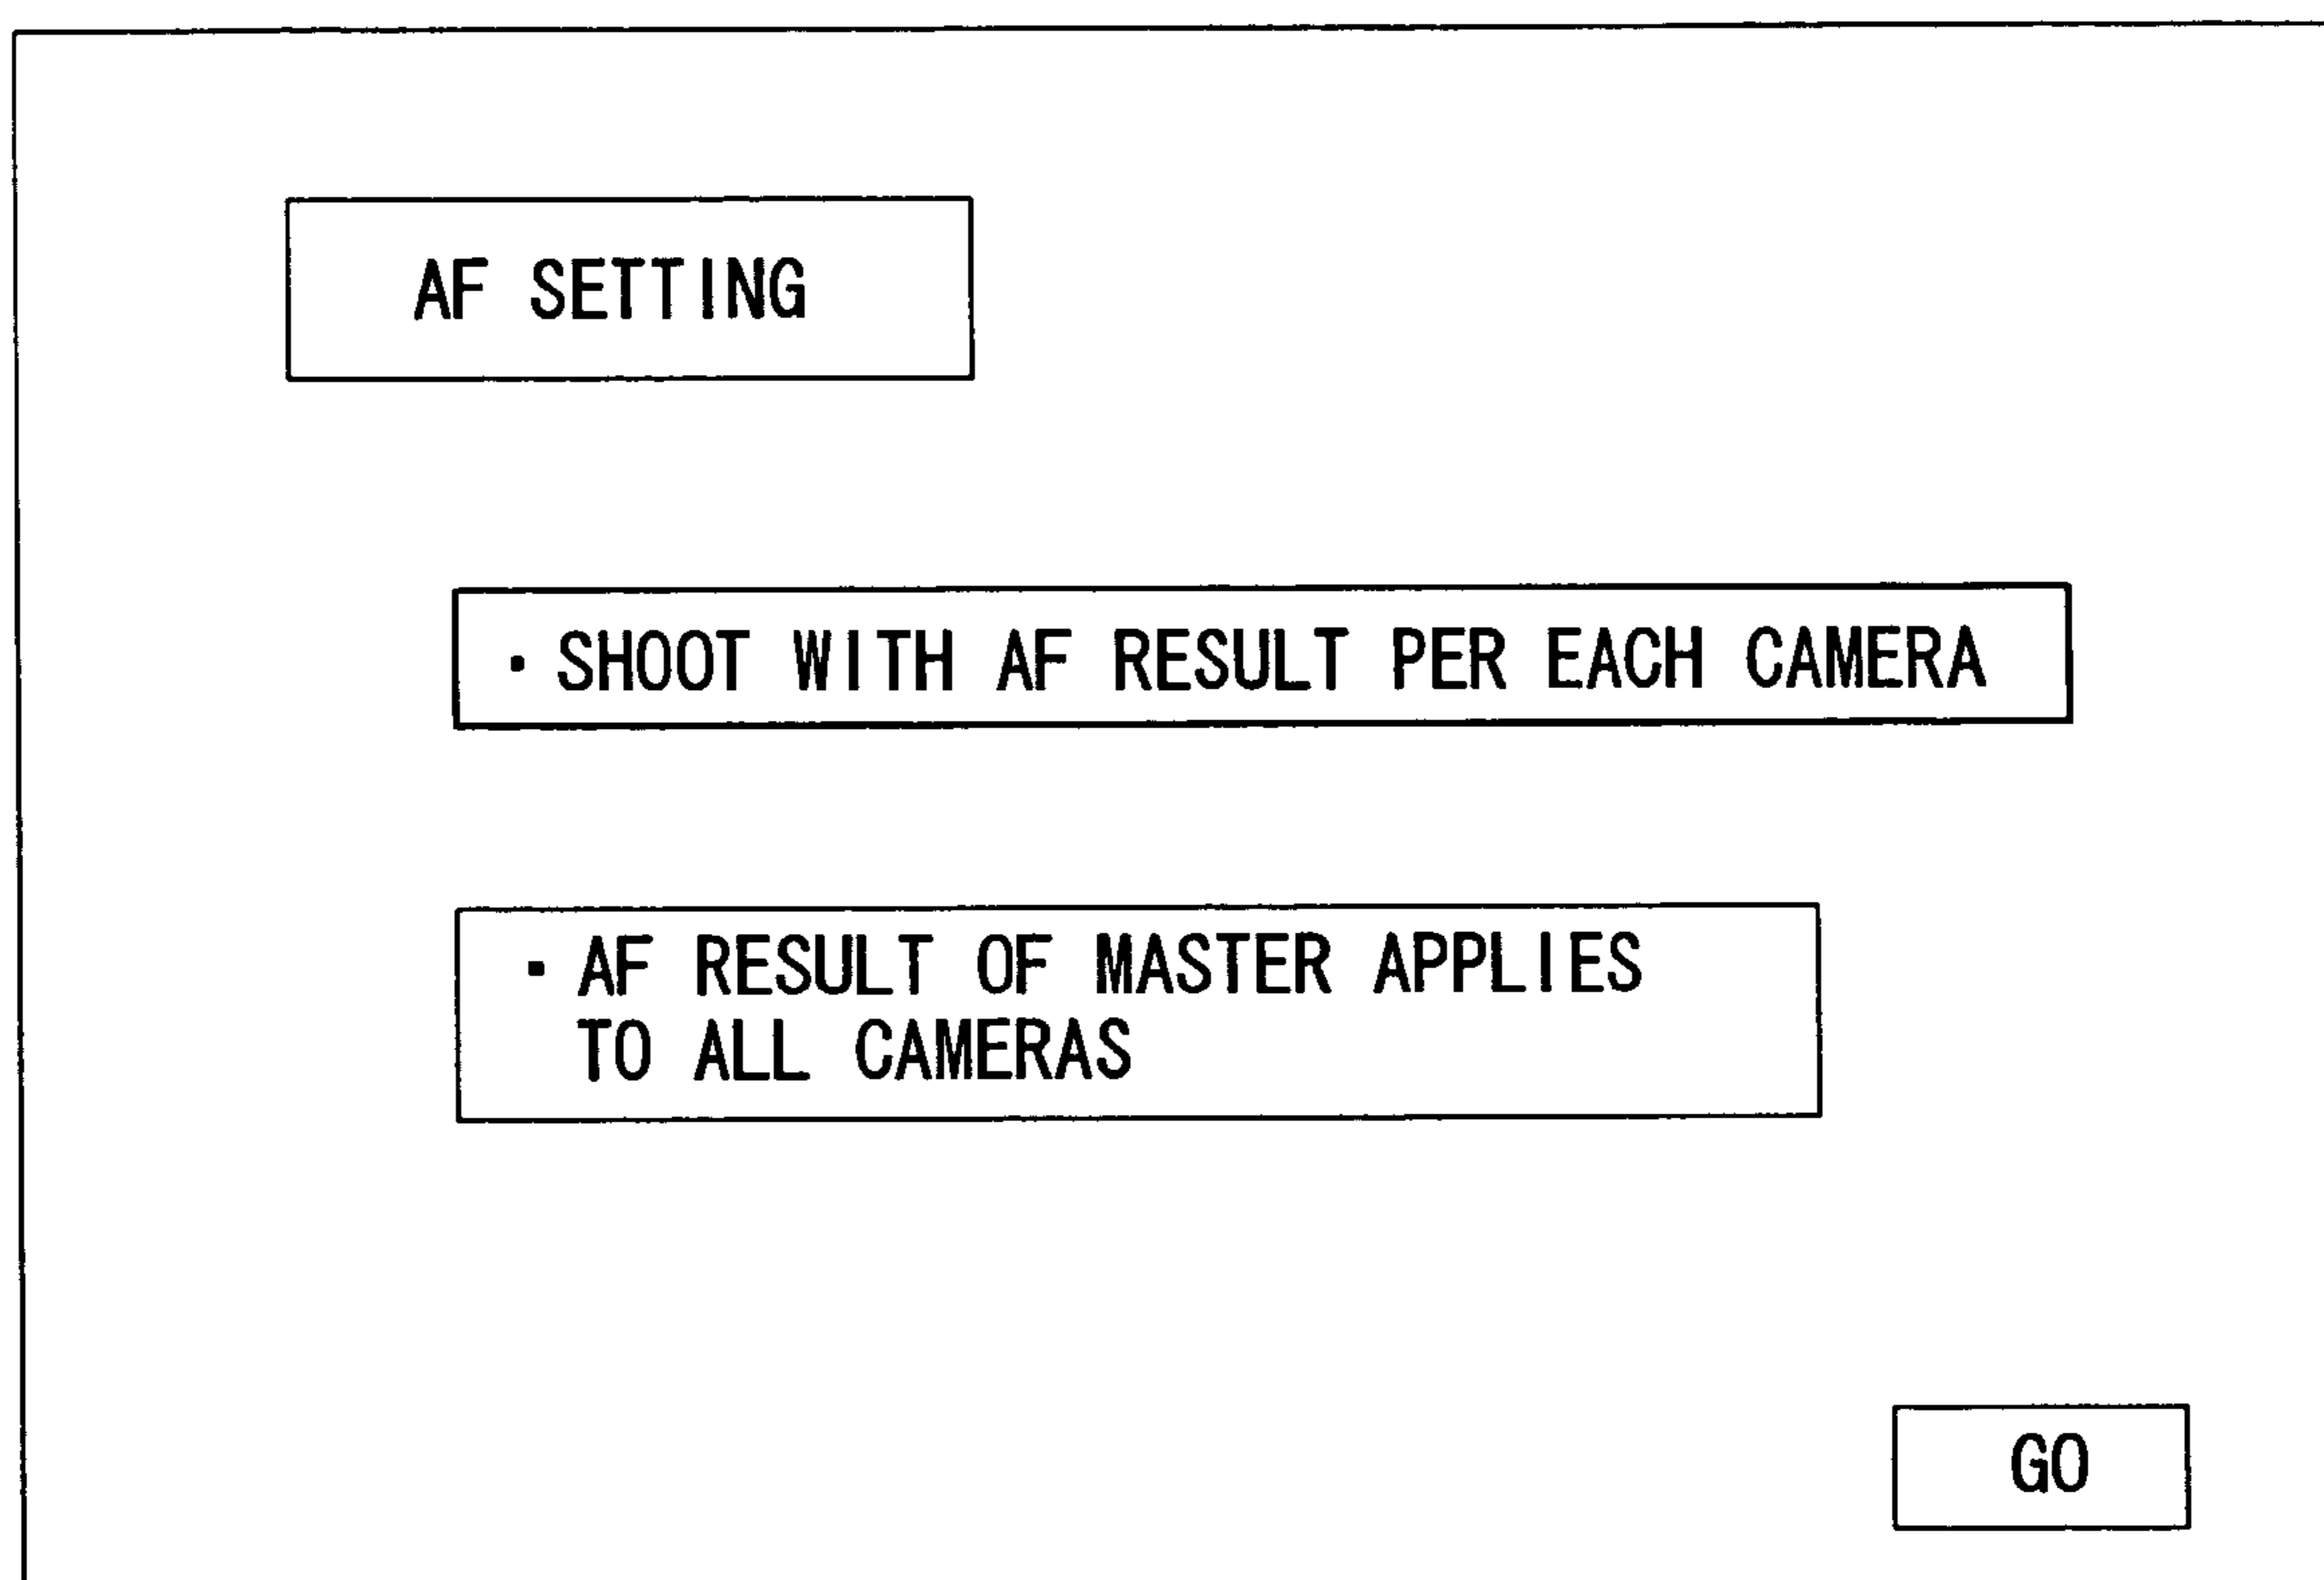 AF SETTING
・SHOOT WITH AF RESULT PER EACH CAMERA
・AF RESULT OF MASTER APPLIES
TO ALL CAMERAS
GO